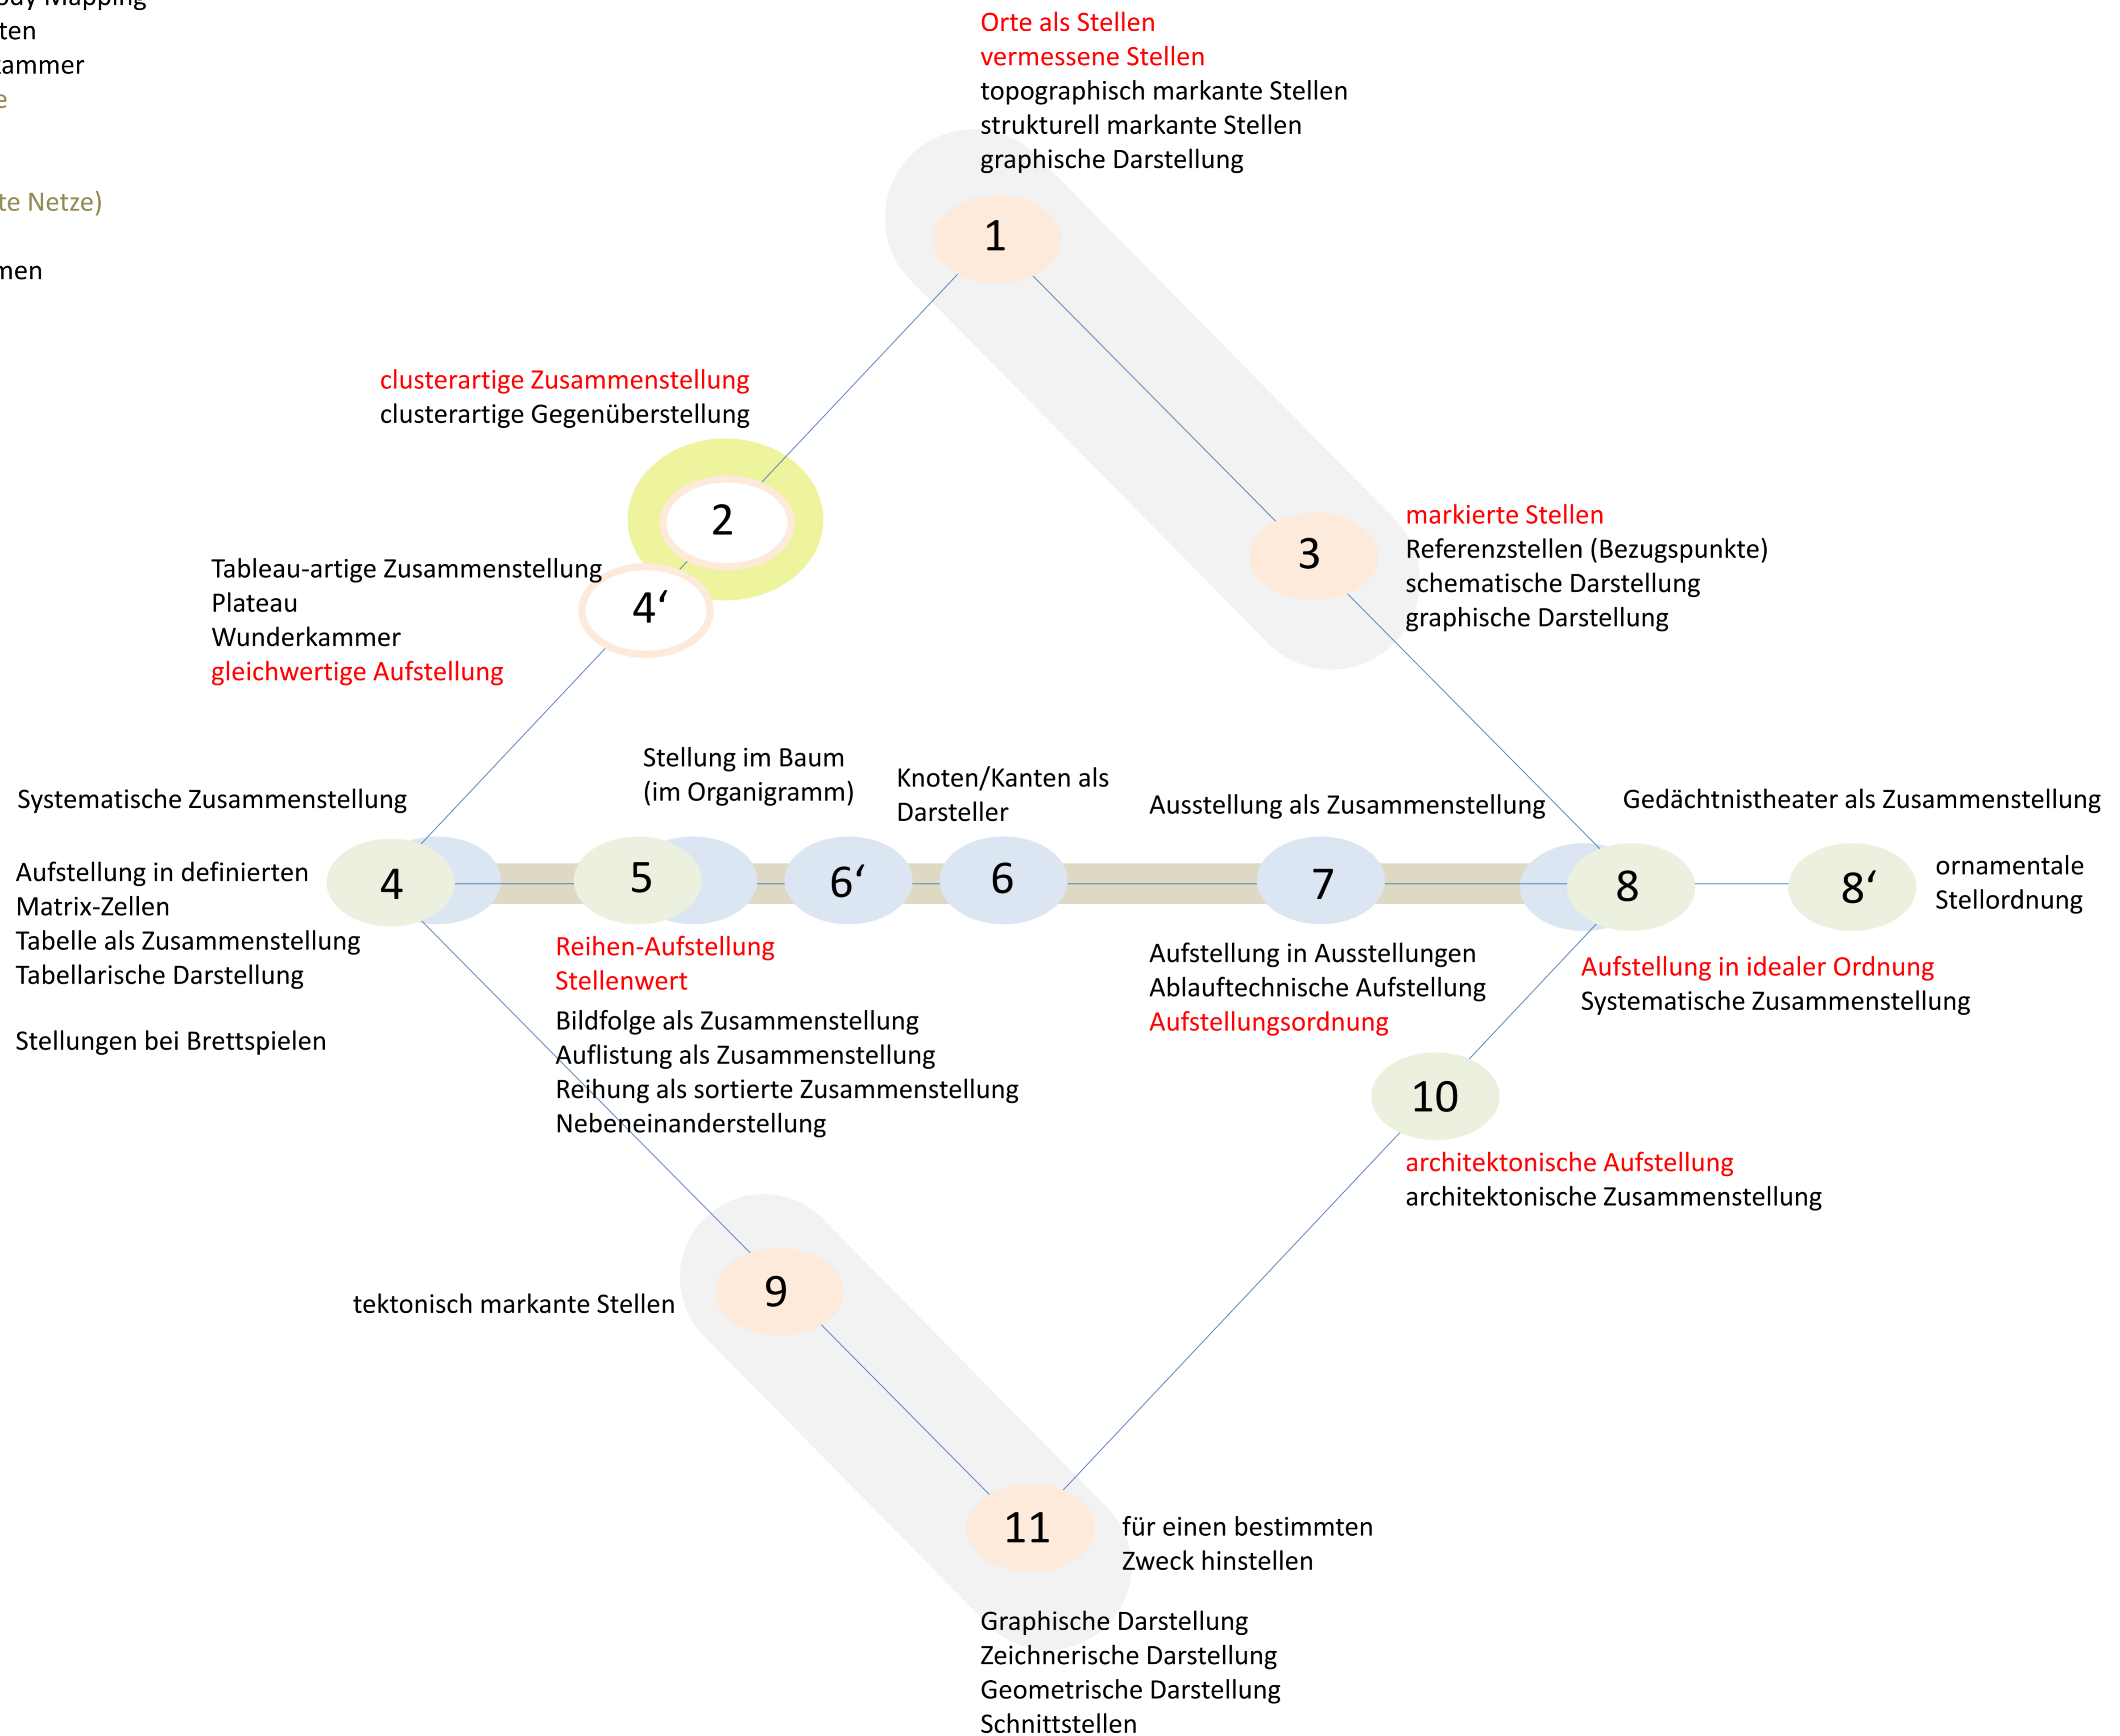 Mapping
Orte als Stellen
vermessene Stellen
topographisch markante Stellen
strukturell markante Stellen
graphische Darstellung
te Netze)
1
clusterartige Zusammenstellung
clusterartige Gegenüberstellung
2
markierte Stellen
Referenzstellen (Bezugspunkte)
schematische Darstellung
graphische Darstellung
3
Tableau-artige Zusammenstellung
Plateau
Wunderkammer
gleichwertige Aufstellung
4‘
Stellung im Baum
(im Organigramm)
Knoten/Kanten als
Darsteller
Systematische Zusammenstellung
Ausstellung als Zusammenstellung
Gedächtnistheater als Zusammenstellung
4
5
6‘
6
7
8
8‘
ornamentale
Stellordnung
Aufstellung in definierten
Matrix-Zellen
Tabelle als Zusammenstellung
Tabellarische Darstellung
Stellungen bei Brettspielen
Reihen-Aufstellung
Stellenwert
Bildfolge als Zusammenstellung
Auflistung als Zusammenstellung
Reihung als sortierte Zusammenstellung
Nebeneinanderstellung
Aufstellung in Ausstellungen
Ablauftechnische Aufstellung
Aufstellungsordnung
Aufstellung in idealer Ordnung
Systematische Zusammenstellung
10
architektonische Aufstellung
architektonische Zusammenstellung
9
tektonisch markante Stellen
11
für einen bestimmten
Zweck hinstellen
Graphische Darstellung
Zeichnerische Darstellung
Geometrische Darstellung
Schnittstellen